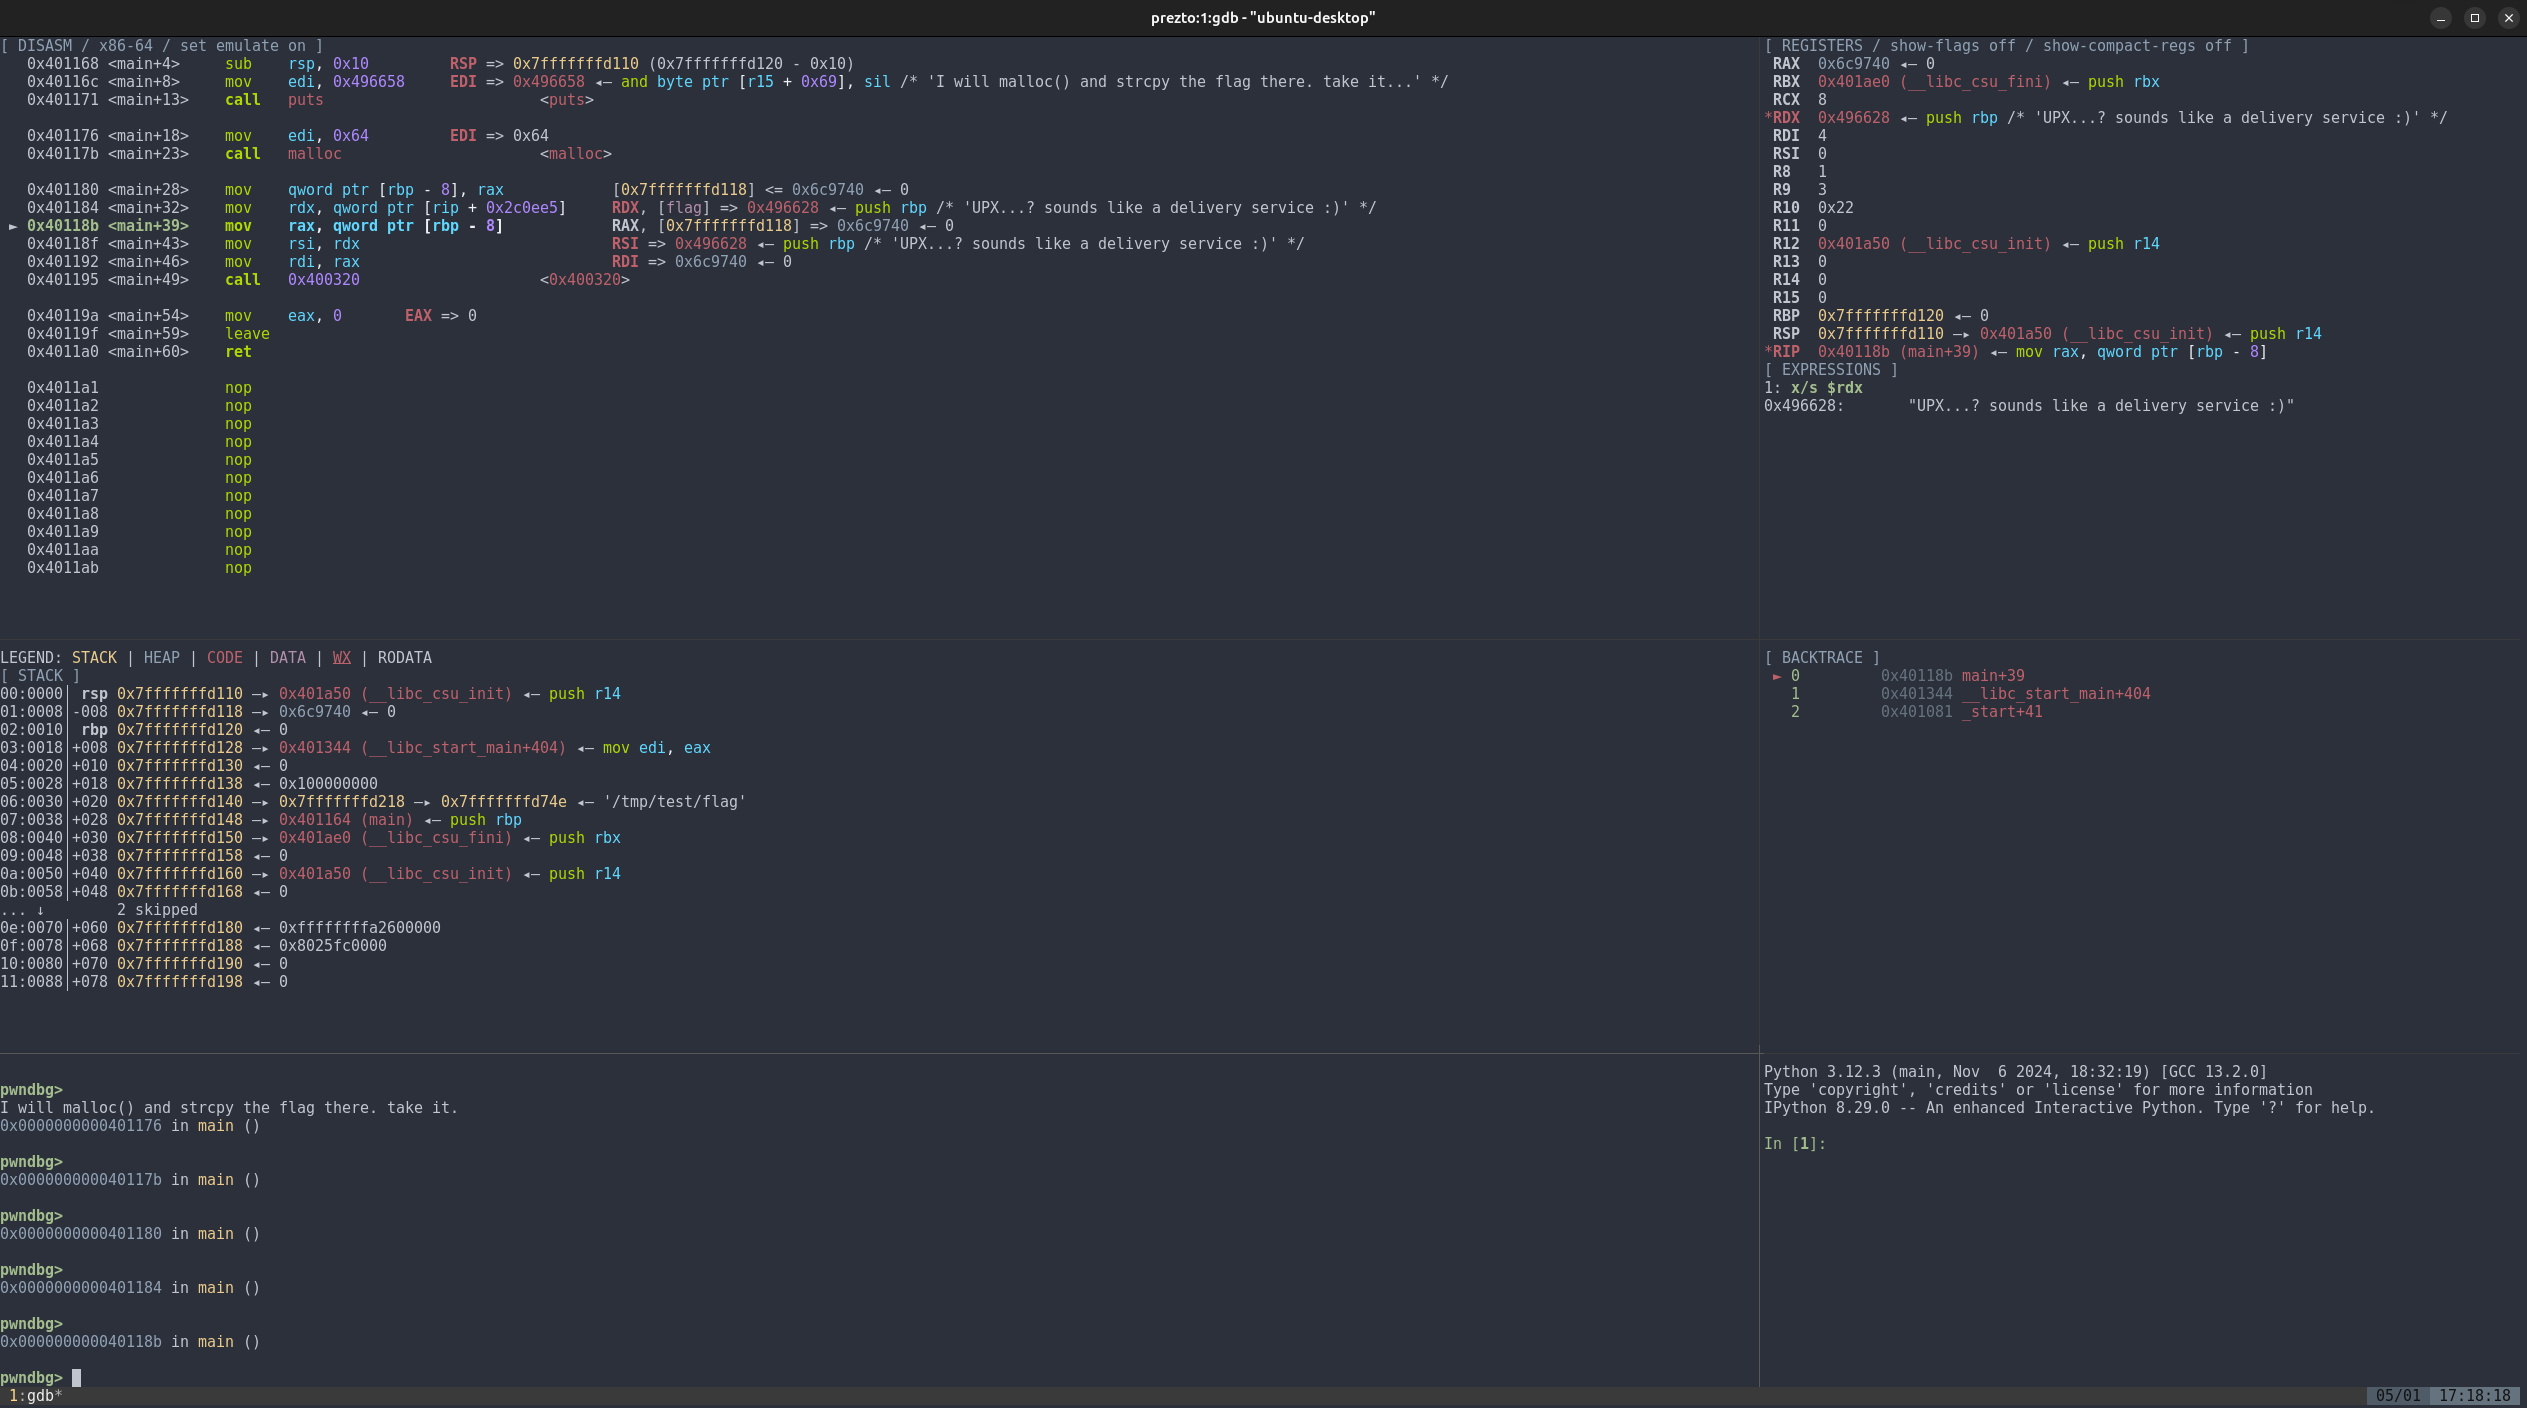 prezto:1:gdb - "ubuntu-desktop"
[ DISASM / x86-64 / set emulate on ]
0x401168 <main+4> sub rsp, 0x10 RSP => 0x7fffffffd110 (0x7fffffffd120 - 0x10)
0x40116c <main+8> mov edi, 0x496658 EDI => 0x496658 ◂— and byte ptr [r15 + 0x69], sil /* 'I will malloc() and strcpy the flag there. take it...' */
0x401171 <main+13> call puts <puts>
0x401176 <main+18> mov edi, 0x64 EDI => 0x64
0x40117b <main+23> call malloc <malloc>
0x401180 <main+28> mov qword ptr [rbp - 8], rax [0x7fffffffd118] <= 0x6c9740 ◂— 0
0x401184 <main+32> mov rdx, qword ptr [rip + 0x2c0ee5] RDX, [flag] => 0x496628 ◂— push rbp /* 'UPX...? sounds like a delivery service :)' */
► 0x40118b <main+39> mov rax, qword ptr [rbp - 8] RAX, [0x7fffffffd118] => 0x6c9740 ◂— 0
0x40118f <main+43> mov rsi, rdx RSI => 0x496628 ◂— push rbp /* 'UPX...? sounds like a delivery service :)' */
0x401192 <main+46> mov rdi, rax RDI => 0x6c9740 ◂— 0
0x401195 <main+49> call 0x400320 <0x400320>
0x40119a <main+54> mov eax, 0 EAX => 0
0x40119f <main+59> leave
0x4011a0 <main+60> ret
0x4011a1 nop
0x4011a2 nop
0x4011a3 nop
0x4011a4 nop
0x4011a5 nop
0x4011a6 nop
0x4011a7 nop
0x4011a8 nop
0x4011a9 nop
0x4011aa nop
0x4011ab nop
[ REGISTERS / show-flags off / show-compact-regs off ]
RAX 0x6c9740 ◂— 0
RBX 0x401ae0 (__libc_csu_fini) ◂— push rbx
RCX 8
*RDX 0x496628 ◂— push rbp /* 'UPX...? sounds like a delivery service :)' */
RDI 4
RSI 0
R8 1
R9 3
R10 0x22
R11 0
R12 0x401a50 (__libc_csu_init) ◂— push r14
R13 0
R14 0
R15 0
RBP 0x7fffffffd120 ◂— 0
RSP 0x7fffffffd110 —▸ 0x401a50 (__libc_csu_init) ◂— push r14
*RIP 0x40118b (main+39) ◂— mov rax, qword ptr [rbp - 8]
[ EXPRESSIONS ]
1: x/s $rdx
0x496628: "UPX...? sounds like a delivery service :)"
LEGEND: STACK | HEAP | CODE | DATA | WX | RODATA
[ STACK ]
00:0000│ rsp 0x7fffffffd110 —▸ 0x401a50 (__libc_csu_init) ◂— push r14
01:0008│-008 0x7fffffffd118 —▸ 0x6c9740 ◂— 0
02:0010│ rbp 0x7fffffffd120 ◂— 0
03:0018│+008 0x7fffffffd128 —▸ 0x401344 (__libc_start_main+404) ◂— mov edi, eax
04:0020│+010 0x7fffffffd130 ◂— 0
05:0028│+018 0x7fffffffd138 ◂— 0x100000000
06:0030│+020 0x7fffffffd140 —▸ 0x7fffffffd218 —▸ 0x7fffffffd74e ◂— '/tmp/test/flag'
07:0038│+028 0x7fffffffd148 —▸ 0x401164 (main) ◂— push rbp
08:0040│+030 0x7fffffffd150 —▸ 0x401ae0 (__libc_csu_fini) ◂— push rbx
09:0048│+038 0x7fffffffd158 ◂— 0
0a:0050│+040 0x7fffffffd160 —▸ 0x401a50 (__libc_csu_init) ◂— push r14
0b:0058│+048 0x7fffffffd168 ◂— 0
... ↓ 2 skipped
0e:0070│+060 0x7fffffffd180 ◂— 0xffffffffa2600000
0f:0078│+068 0x7fffffffd188 ◂— 0x8025fc0000
10:0080│+070 0x7fffffffd190 ◂— 0
11:0088│+078 0x7fffffffd198 ◂— 0
[ BACKTRACE ]
► 0 0x40118b main+39
1 0x401344 __libc_start_main+404
2 0x401081 _start+41
pwndbg>
I will malloc() and strcpy the flag there. take it.
0x0000000000401176 in main ()
pwndbg>
0x000000000040117b in main ()
pwndbg>
0x0000000000401180 in main ()
pwndbg>
0x0000000000401184 in main ()
pwndbg>
0x000000000040118b in main ()
pwndbg>
Python 3.12.3 (main, Nov  6 2024, 18:32:19) [GCC 13.2.0]
Type 'copyright', 'credits' or 'license' for more information
IPython 8.29.0 -- An enhanced Interactive Python. Type '?' for help.
In [1]:
1:gdb* 05/01 17:18:18